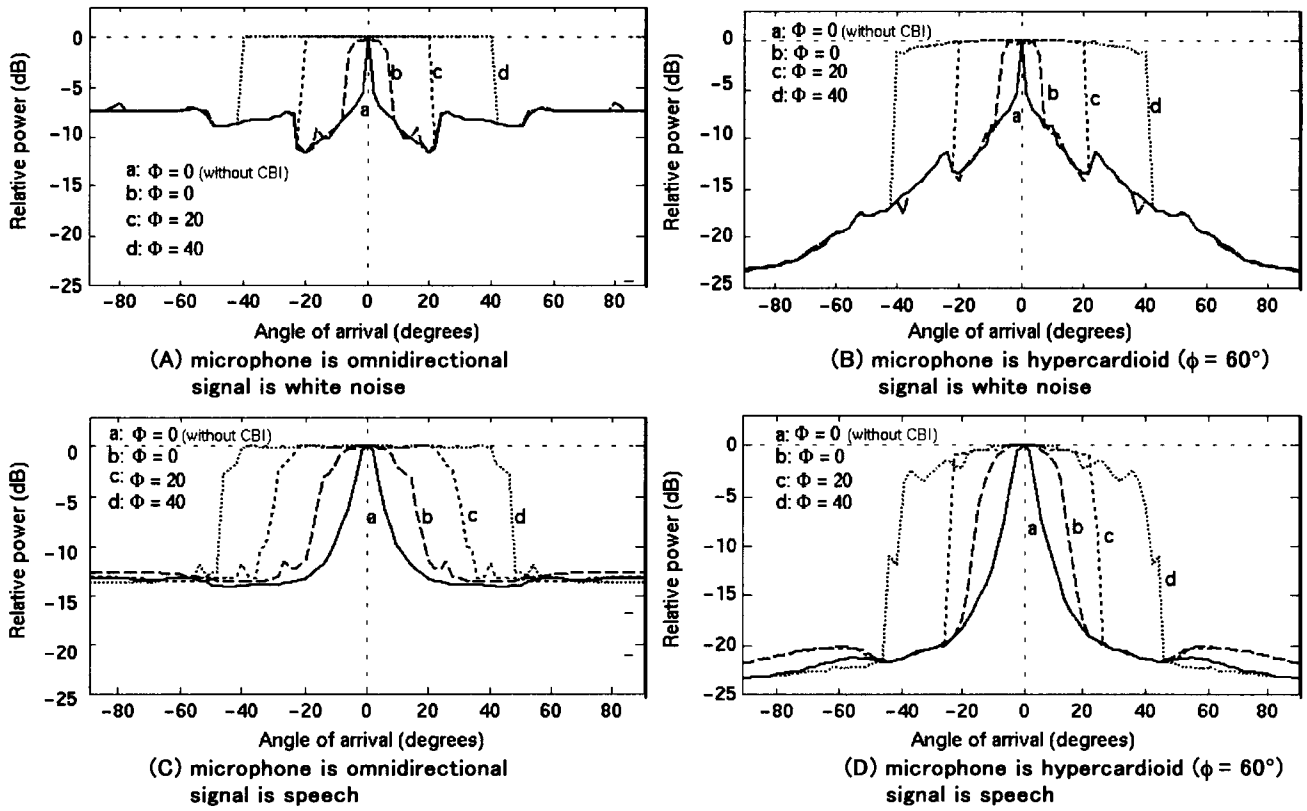 0
-5
-10
-15
-20
-25
Relative power (dB)
a: Φ = 0 (without CBI)
b: Φ = 0
c: Φ = 20
d: Φ = 40
a
b
c
d
-80 -60 -40 -20 0 20 40 60 80
Angle of arrival (degrees)
(A) microphone is omnidirectional
signal is white noise
0
-5
-10
-15
-20
-25
Relative power (dB)
a: Φ = 0 (without CBI)
b: Φ = 0
c: Φ = 20
d: Φ = 40
a
b
c
d
-80 -60 -40 -20 0 20 40 60 80
Angle of arrival (degrees)
(B) microphone is hypercardioid (ϕ = 60°)
signal is white noise
0
-5
-10
-15
-20
-25
Relative power (dB)
a: Φ = 0 (without CBI)
b: Φ = 0
c: Φ = 20
d: Φ = 40
a
b
c
d
-80 -60 -40 -20 0 20 40 60 80
Angle of arrival (degrees)
(C) microphone is omnidirectional
signal is speech
0
-5
-10
-15
-20
-25
Relative power (dB)
a: Φ = 0 (without CBI)
b: Φ = 0
c: Φ = 20
d: Φ = 40
a
b
c
d
-80 -60 -40 -20 0 20 40 60 80
Angle of arrival (degrees)
(D) microphone is hypercardioid (ϕ = 60°)
signal is speech